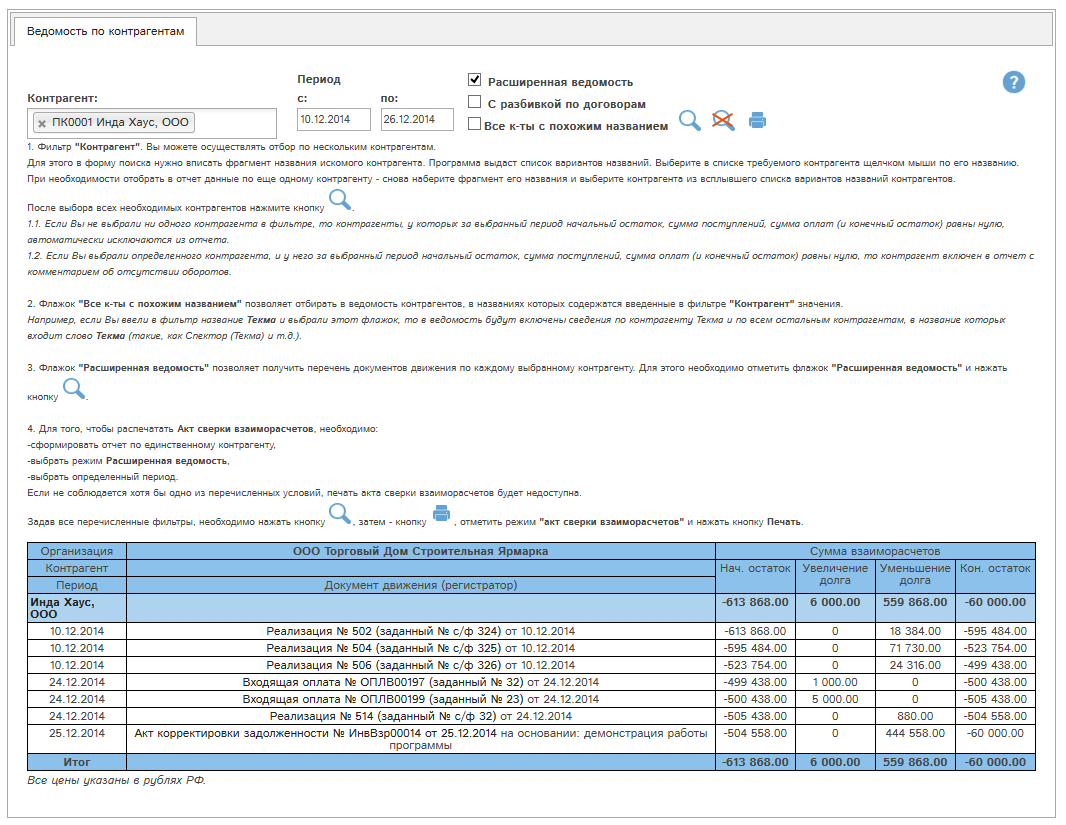 Ведомость по контрагентам
Период
Расширенная ведомость
?
Контрагент:
с:
по:
С разбивкой по договорам
ПК0001 Инда Хаус, ООО
10.12.2014
26.12.2014
Все к-ты с похожим названием
1. Фильтр "Контрагент". Вы можете осуществлять отбор по нескольким контрагентам.
Для этого в форму поиска нужно вписать фрагмент названия искомого контрагента. Программа выдаст список вариантов названий. Выберите в списке требуемого контрагента щелчком мыши по его названию.
При необходимости отобрать в отчет данные по еще одному контрагенту - снова наберите фрагмент его названия и выберите контрагента из всплывшего списка вариантов названий контрагентов.
После выбора всех необходимых контрагентов нажмите кнопку .
1.1. Если Вы не выбрали ни одного контрагента в фильтре, то контрагенты, у которых за выбранный период начальный остаток, сумма поступлений, сумма оплат (и конечный остаток) равны нулю,
автоматически исключаются из отчета.
1.2. Если Вы выбрали определенного контрагента, и у него за выбранный период начальный остаток, сумма поступлений, сумма оплат (и конечный остаток) равны нулю, то контрагент включен в отчет с
комментарием об отсутствии оборотов.
2. Флажок "Все к-ты с похожим названием" позволяет отбирать в ведомость контрагентов, в названиях которых содержатся введенные в фильтре "Контрагент" значения.
Например, если Вы ввели в фильтр название Текма и выбрали этот флажок, то в ведомость будут включены сведения по контрагенту Текма и по всем остальным контрагентам, в название которых
входит слово Текма (такие, как Спектор (Текма) и т.д.).
3. Флажок "Расширенная ведомость" позволяет получить перечень документов движения по каждому выбранному контрагенту. Для этого необходимо отметить флажок "Расширенная ведомость" и нажать
кнопку .
4. Для того, чтобы распечатать Акт сверки взаиморасчетов, необходимо:
-сформировать отчет по единственному контрагенту,
-выбрать режим Расширенная ведомость,
-выбрать определенный период.
Если не соблюдается хотя бы одно из перечисленных условий, печать акта сверки взаиморасчетов будет недоступна.
Задав все перечисленные фильтры, необходимо нажать кнопку , затем - кнопку , отметить режим "акт сверки взаиморасчетов" и нажать кнопку Печать.
Организация ООО Торговый Дом Строительная Ярмарка Сумма взаиморасчетов
Контрагент Нач. остаток Увеличение долга Уменьшение долга Кон. остаток
Период Документ движения (регистратор)
Инда Хаус, ООО -613 868.00 6 000.00 559 868.00 -60 000.00
10.12.2014 Реализация № 502 (заданный № с/ф 324) от 10.12.2014 -613 868.00 0 18 384.00 -595 484.00
10.12.2014 Реализация № 504 (заданный № с/ф 325) от 10.12.2014 -595 484.00 0 71 730.00 -523 754.00
10.12.2014 Реализация № 506 (заданный № с/ф 326) от 10.12.2014 -523 754.00 0 24 316.00 -499 438.00
24.12.2014 Входящая оплата № ОПЛВ00197 (заданный № 32) от 24.12.2014 -499 438.00 1 000.00 0 -500 438.00
24.12.2014 Входящая оплата № ОПЛВ00199 (заданный № 23) от 24.12.2014 -500 438.00 5 000.00 0 -505 438.00
24.12.2014 Реализация № 514 (заданный № с/ф 32) от 24.12.2014 -505 438.00 0 880.00 -504 558.00
25.12.2014 Акт корректировки задолженности № ИнвВзр00014 от 25.12.2014 на основании: демонстрация работы программы -504 558.00 0 444 558.00 -60 000.00
Итог -613 868.00 6 000.00 559 868.00 -60 000.00
Все цены указаны в рублях РФ.